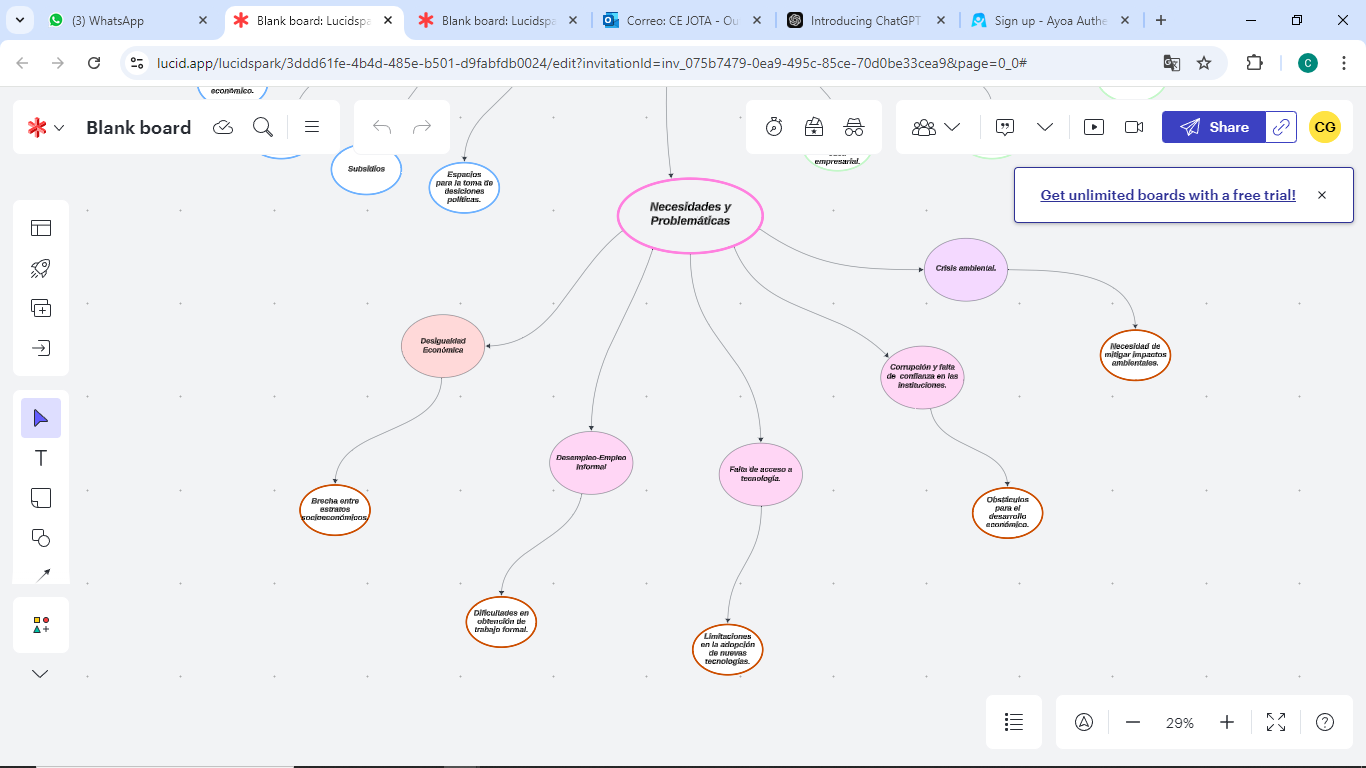 (3) WhatsApp
Blank board: Lucidspa
Blank board: Lucidspa
Correo: CE JOTA - Ou
Introducing ChatGPT
Sign up - Ayoa Authe
lucid.app/lucidspark/3ddd61fe-4b4d-485e-b501-d9fabfdb0024/edit?invitationId=inv_075b7479-0ea9-495c-85ce-70d0be33cea9&page=0_0#
C
económico.
Blank board
Share
CG
empresarial.
Get unlimited boards with a free trial!
Subsidios
Espacios
para la toma de
desiciones
políticas.
Necesidades y
Problemáticas
Crisis ambiental.
Desigualdad
Económica
Necesidad de
mitigar impactos
ambientales.
Corrupción y falta
de confianza en las
instituciones.
Desempleo-Empleo
Informal
Falta de acceso a
tecnología.
Brecha entre
estratos
socioeconómicos.
Obstáculos
para el
desarrollo
económico.
Dificultades en
obtención de
trabajo formal.
Limitaciones
en la adopción
de nuevas
tecnologías.
T
29%